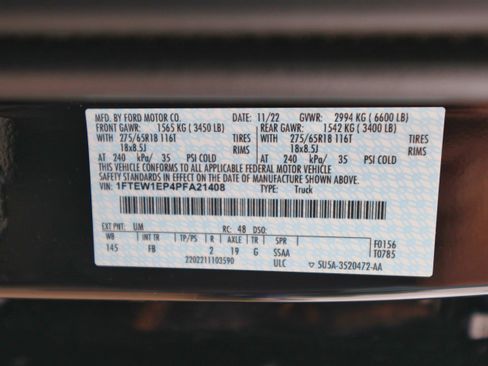 MFD. BY FORD MOTOR CO. DATE: 11/22 GVWR: 2994 KG ( 6600 LB)
FRONT GAWR: 1565 KG ( 3450 LB) REAR GAWR: 1542 KG ( 3400 LB)
WITH 275/65R18 116T TIRES WITH 275/65R18 116T TIRES
18x8.5J RIMS 18x8.5J RIMS
AT 240 kPa/ 35 PSI COLD AT 240 kPa/ 35 PSI COLD
THIS VEHICLE CONFORMS TO ALL APPLICABLE FEDERAL MOTOR VEHICLE
SAFETY AND THEFT PREVENTION STANDARDS IN EFFECT ON THE DATE OF MANUFACTURE SHOWN ABOVE.
VIN: 1FTEW1EP4PFA21408 TYPE: Truck
EXT PNT: UM RC: 48 DSO:
WB INT TR TP/PS R AXLE TR SPR F0156
145 FB 2 19 G SSAA T0785
2202211103590 ULC SU5A-3520472-AA